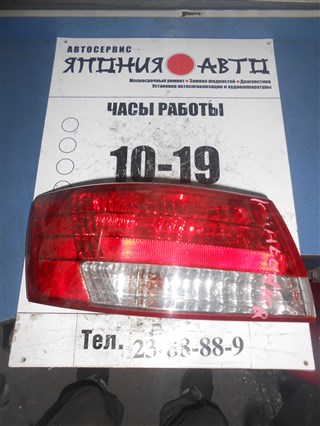 АВТОСЕРВИС
ЯПОНИЯ АВТО
Мелкосрочный ремонт • Замена жидкостей • Диагностика
Установка автосигнализации и аудиоаппаратуры
ЧАСЫ РАБОТЫ
10-19
Тел. 23-88-88-9